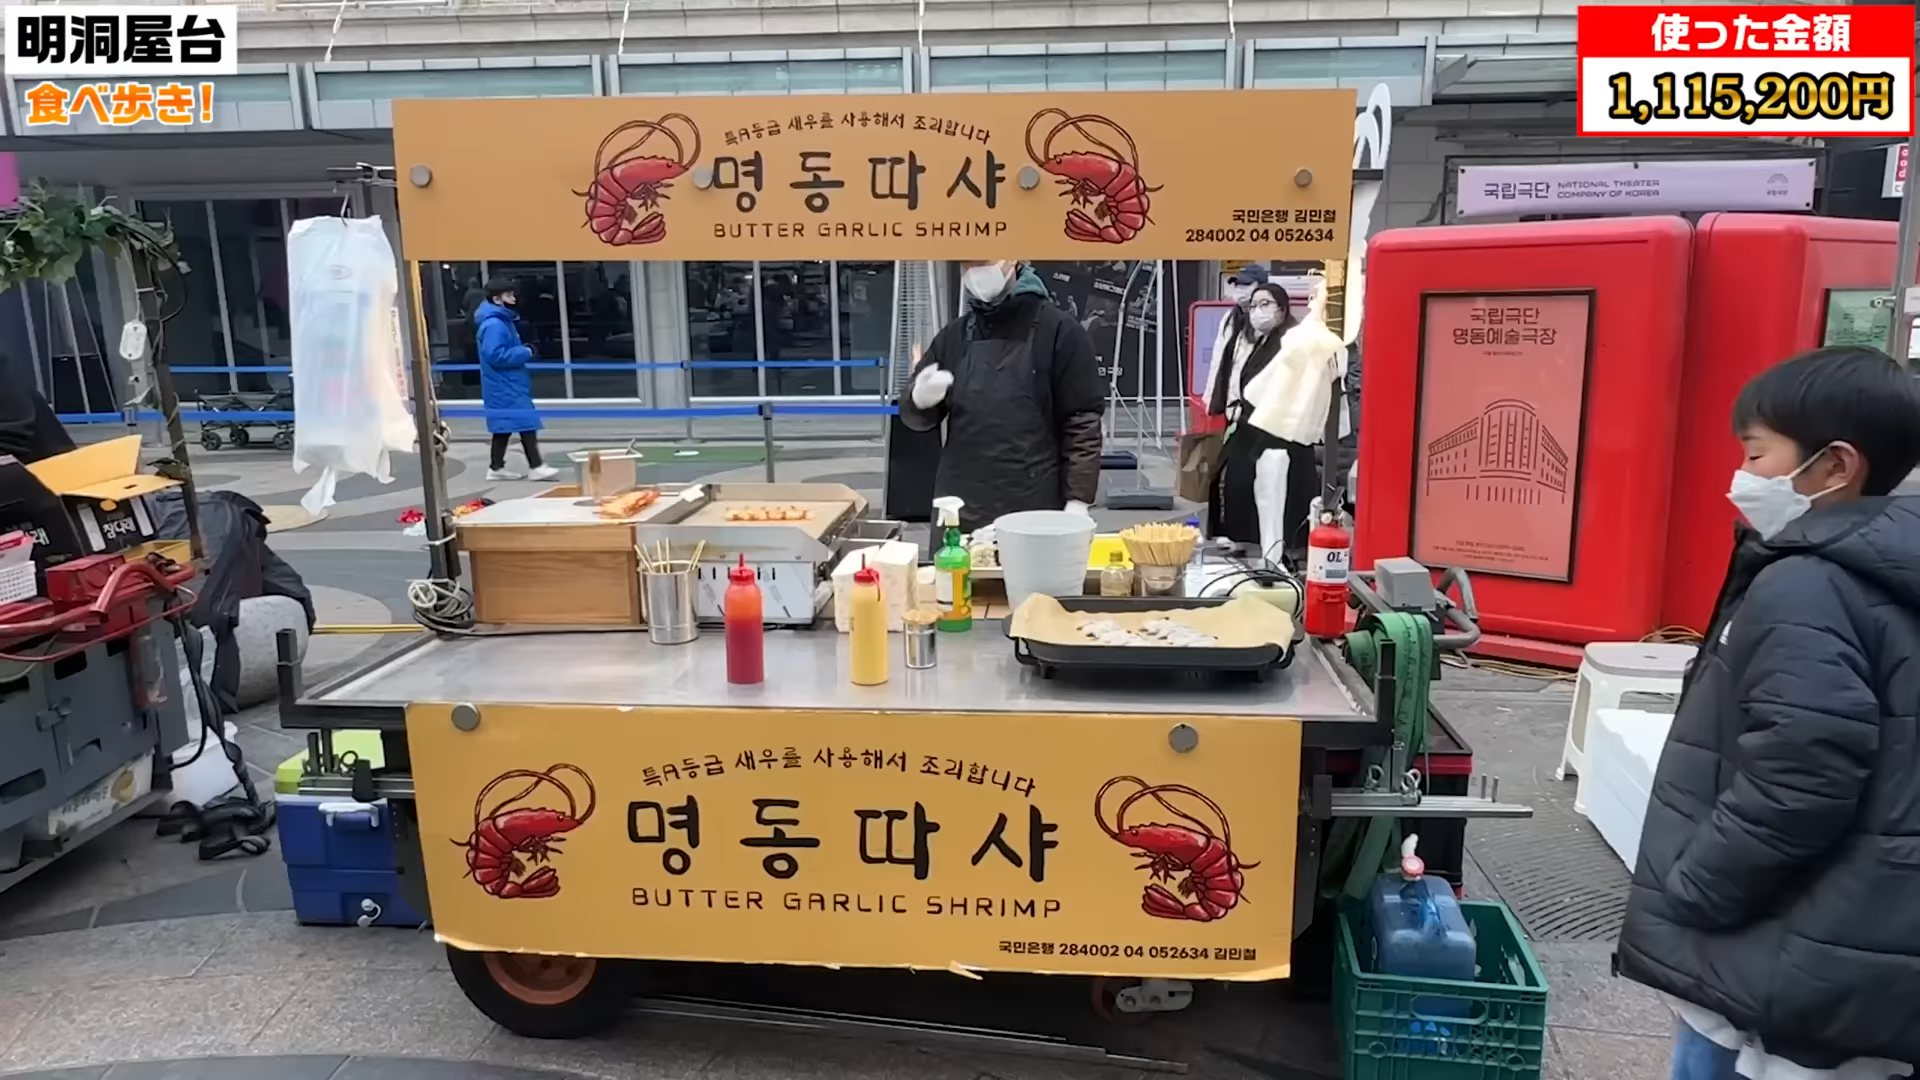 明洞屋台
食べ歩き!
使った金額
1,115,200円
특A등급 새우를 사용해서 조리합니다
명동따샤
BUTTER GARLIC SHRIMP
국민은행 김민철
284002 04 052634
국립극단 NATIONAL THEATER
COMPANY OF KOREA
국립극단
명동예술극장
특A등급 새우를 사용해서 조리합니다
명동따샤
BUTTER GARLIC SHRIMP
국민은행 284002 04 052634 김민철